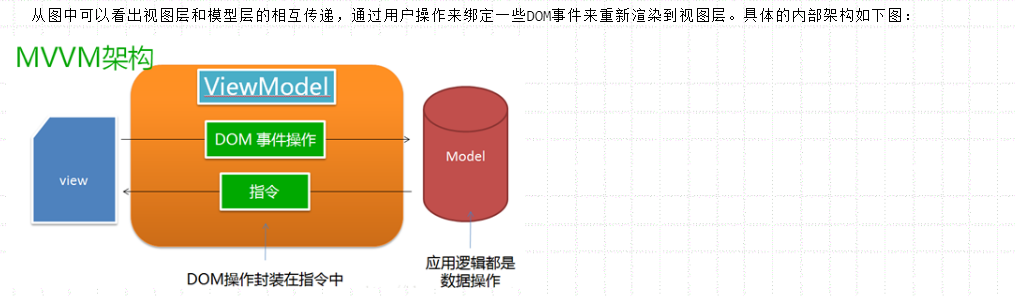 从图中可以看出视图层和模型层的相互传递，通过用户操作来绑定一些DOM事件来重新渲染到视图层。具体的内部架构如下图：
MVVM架构
ViewModel
DOM 事件操作
Model
view
指令
DOM操作封装在指令中
应用逻辑都是
数据操作